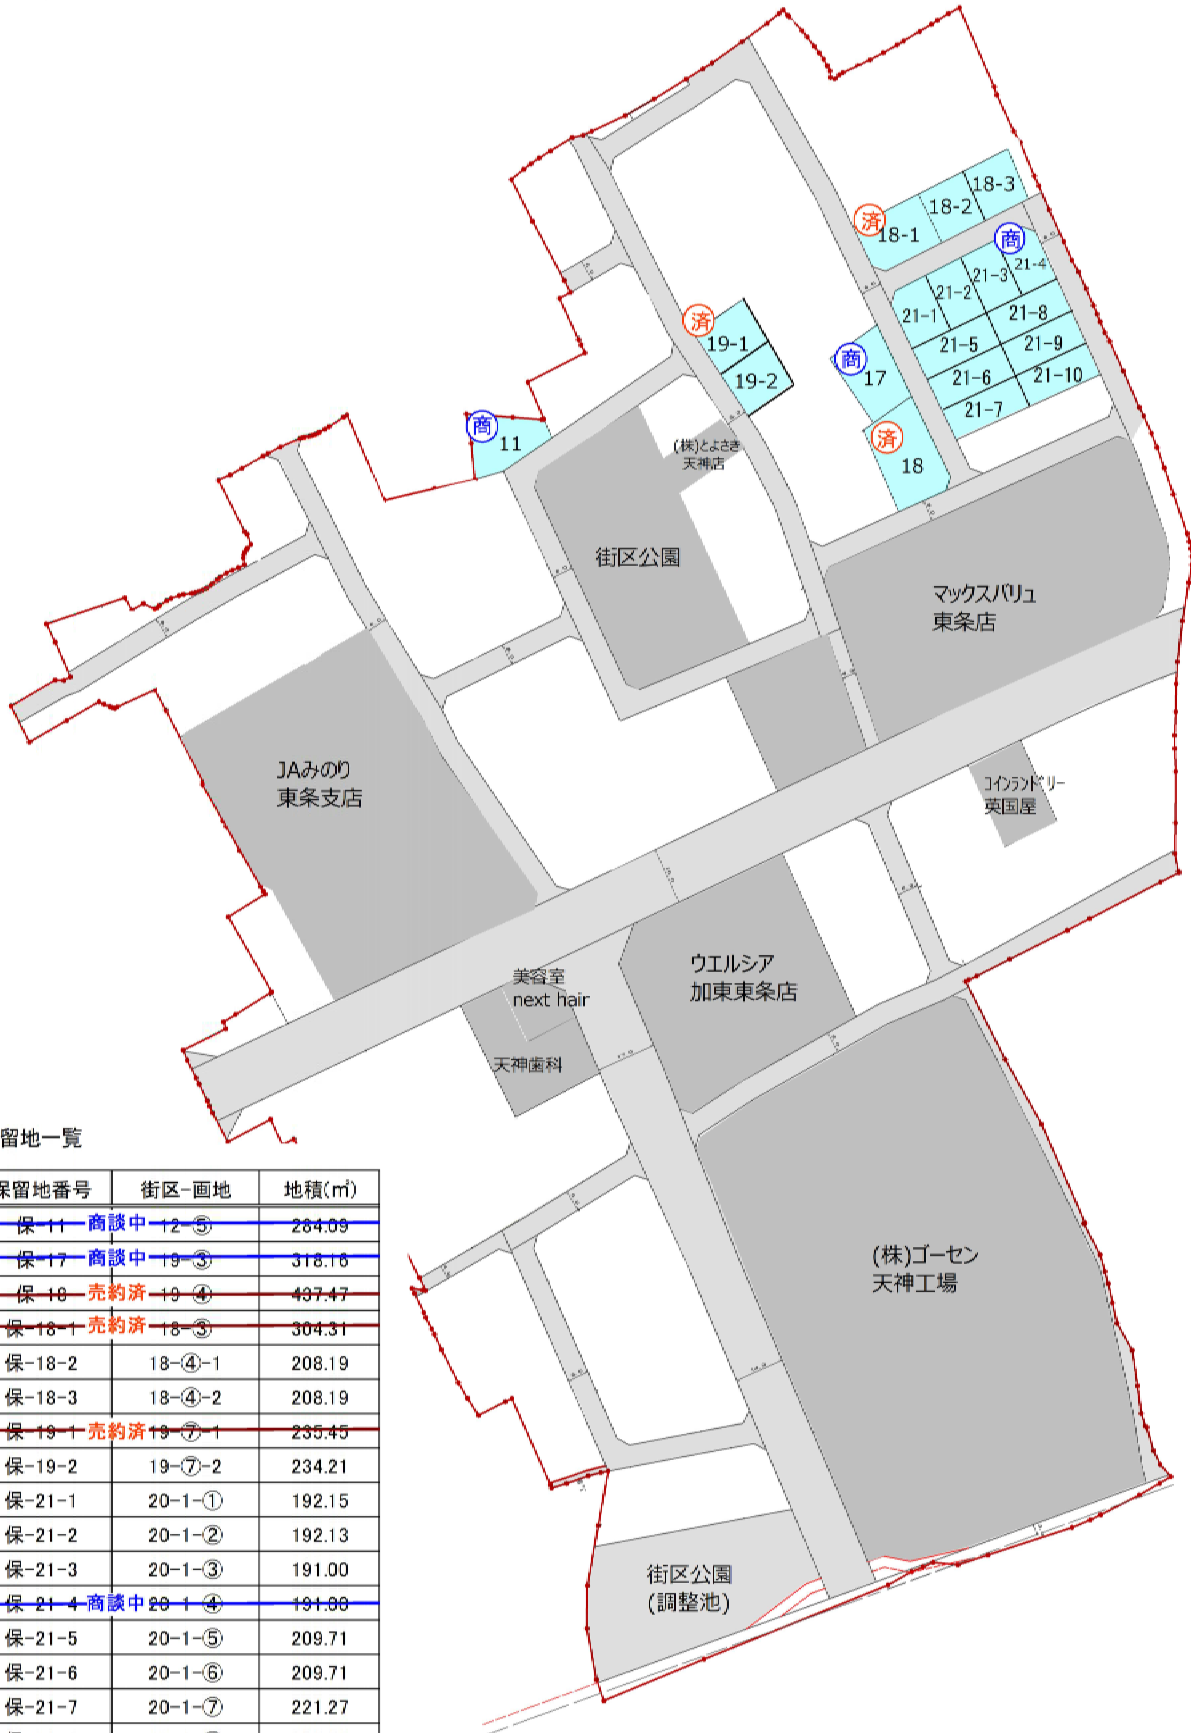 18-3
18-2
済
18-1
商
21-4
21-3
21-2
21-1
21-8
21-5
21-9
21-6
21-10
21-7
済
19-1
19-2
商
17
済
18
商
11
(株)とよさき
天神店
街区公園
マックスバリュ
東条店
JAみのり
東条支店
コインランドリー
英国屋
ウエルシア
加東東条店
美容室
next hair
天神歯科
(株)ゴーセン
天神工場
街区公園
(調整池)
留地一覧
保留地番号 街区-画地 地積(㎡)
保-11 商談中 12-⑤ 284.09
保-17 商談中 19-③ 318.16
保-18 売約済 19-④ 437.47
保-18-1 売約済 18-③ 304.31
保-18-2 18-④-1 208.19
保-18-3 18-④-2 208.19
保-19-1 売約済 19-⑦-1 235.45
保-19-2 19-⑦-2 234.21
保-21-1 20-1-① 192.15
保-21-2 20-1-② 192.13
保-21-3 20-1-③ 191.00
保-21-4 商談中 20-1-④
保-21-5 20-1-⑤ 209.71
保-21-6 20-1-⑥ 209.71
保-21-7 20-1-⑦ 221.27